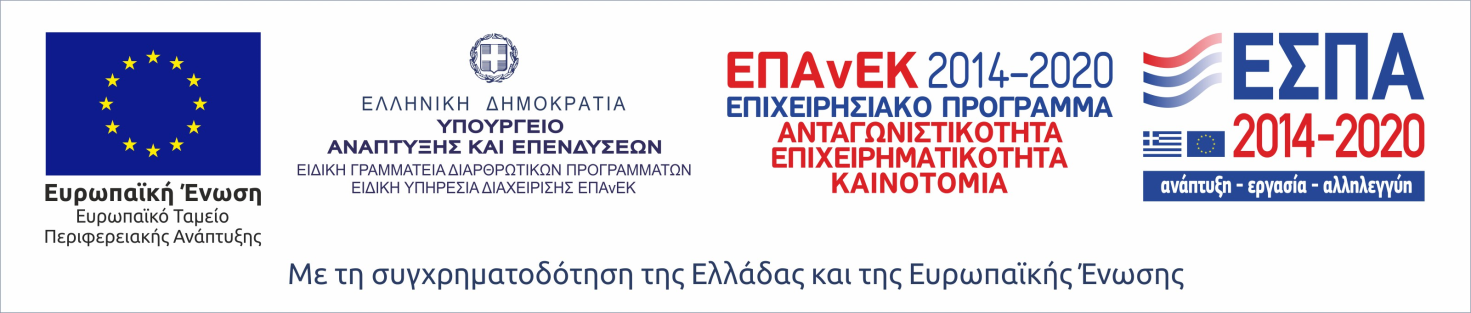 Ευρωπαϊκή Ένωση
Ευρωπαϊκό Ταμείο
Περιφερειακής Ανάπτυξης
ΕΛΛΗΝΙΚΗ ΔΗΜΟΚΡΑΤΙΑ
ΥΠΟΥΡΓΕΙΟ
ΑΝΑΠΤΥΞΗΣ ΚΑΙ ΕΠΕΝΔΥΣΕΩΝ
ΕΙΔΙΚΗ ΓΡΑΜΜΑΤΕΙΑ ΔΙΑΡΘΡΩΤΙΚΩΝ ΠΡΟΓΡΑΜΜΑΤΩΝ
ΕΙΔΙΚΗ ΥΠΗΡΕΣΙΑ ΔΙΑΧΕΙΡΙΣΗΣ ΕΠΑνΕΚ
ΕΠΑνΕΚ 2014–2020
ΕΠΙΧΕΙΡΗΣΙΑΚΟ ΠΡΟΓΡΑΜΜΑ
ΑΝΤΑΓΩΝΙΣΤΙΚΟΤΗΤΑ
ΕΠΙΧΕΙΡΗΜΑΤΙΚΟΤΗΤΑ
ΚΑΙΝΟΤΟΜΙΑ
ΕΣΠΑ
2014-2020
ανάπτυξη - εργασία - αλληλεγγύη
Με τη συγχρηματοδότηση της Ελλάδας και της Ευρωπαϊκής Ένωσης